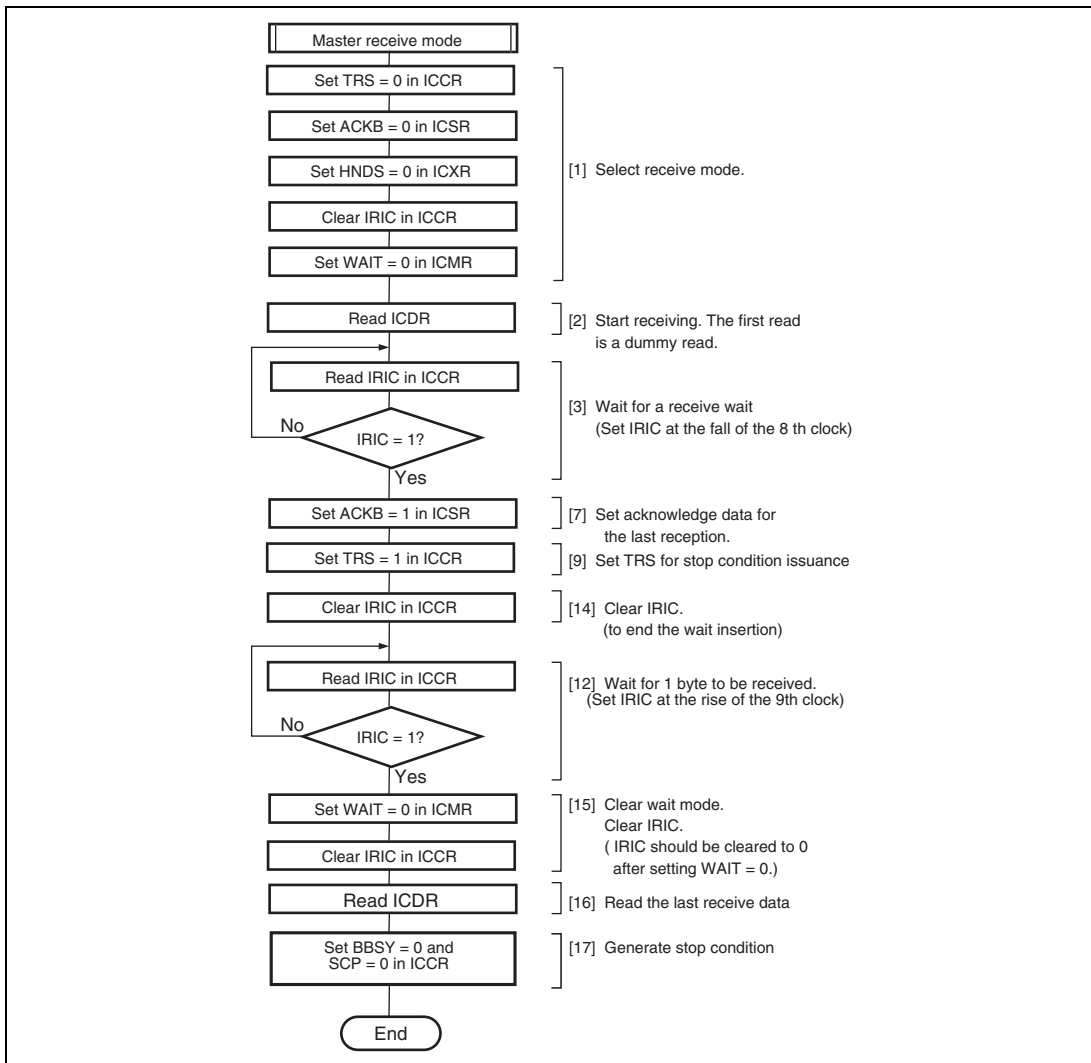 Master receive mode
Set TRS = 0 in ICCR
Set ACKB = 0 in ICSR
Set HNDS = 0 in ICXR
[1] Select receive mode.
Clear IRIC in ICCR
Set WAIT = 0 in ICMR
Read ICDR
[2] Start receiving. The first read
is a dummy read.
Read IRIC in ICCR
[3] Wait for a receive wait
(Set IRIC at the fall of the 8 th clock)
No
IRIC = 1?
Yes
Set ACKB = 1 in ICSR
[7] Set acknowledge data for
the last reception.
Set TRS = 1 in ICCR
[9] Set TRS for stop condition issuance
Clear IRIC in ICCR
[14] Clear IRIC.
(to end the wait insertion)
Read IRIC in ICCR
[12] Wait for 1 byte to be received.
(Set IRIC at the rise of the 9th clock)
No
IRIC = 1?
Yes
Set WAIT = 0 in ICMR
[15] Clear wait mode.
Clear IRIC.
( IRIC should be cleared to 0
after setting WAIT = 0.)
Clear IRIC in ICCR
Read ICDR
[16] Read the last receive data
Set BBSY = 0 and
SCP = 0 in ICCR
[17] Generate stop condition
End